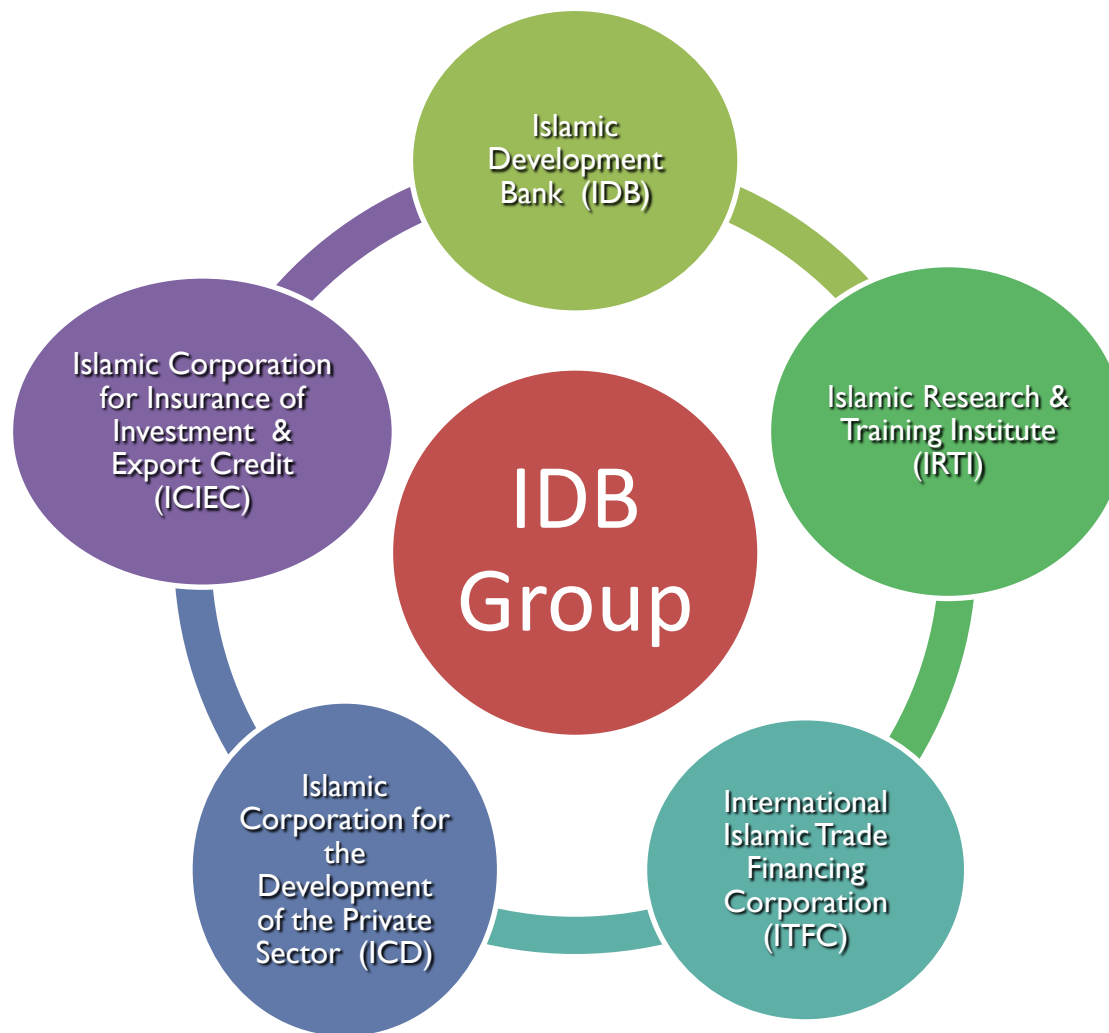 Islamic
Development
Bank (IDB)
Islamic Research &
Training Institute
(IRTI)
International
Islamic Trade
Financing
Corporation
(ITFC)
Islamic
Corporation for
the
Development
of the Private
Sector (ICD)
Islamic Corporation
for Insurance of
Investment &
Export Credit
(ICIEC)
IDB
Group